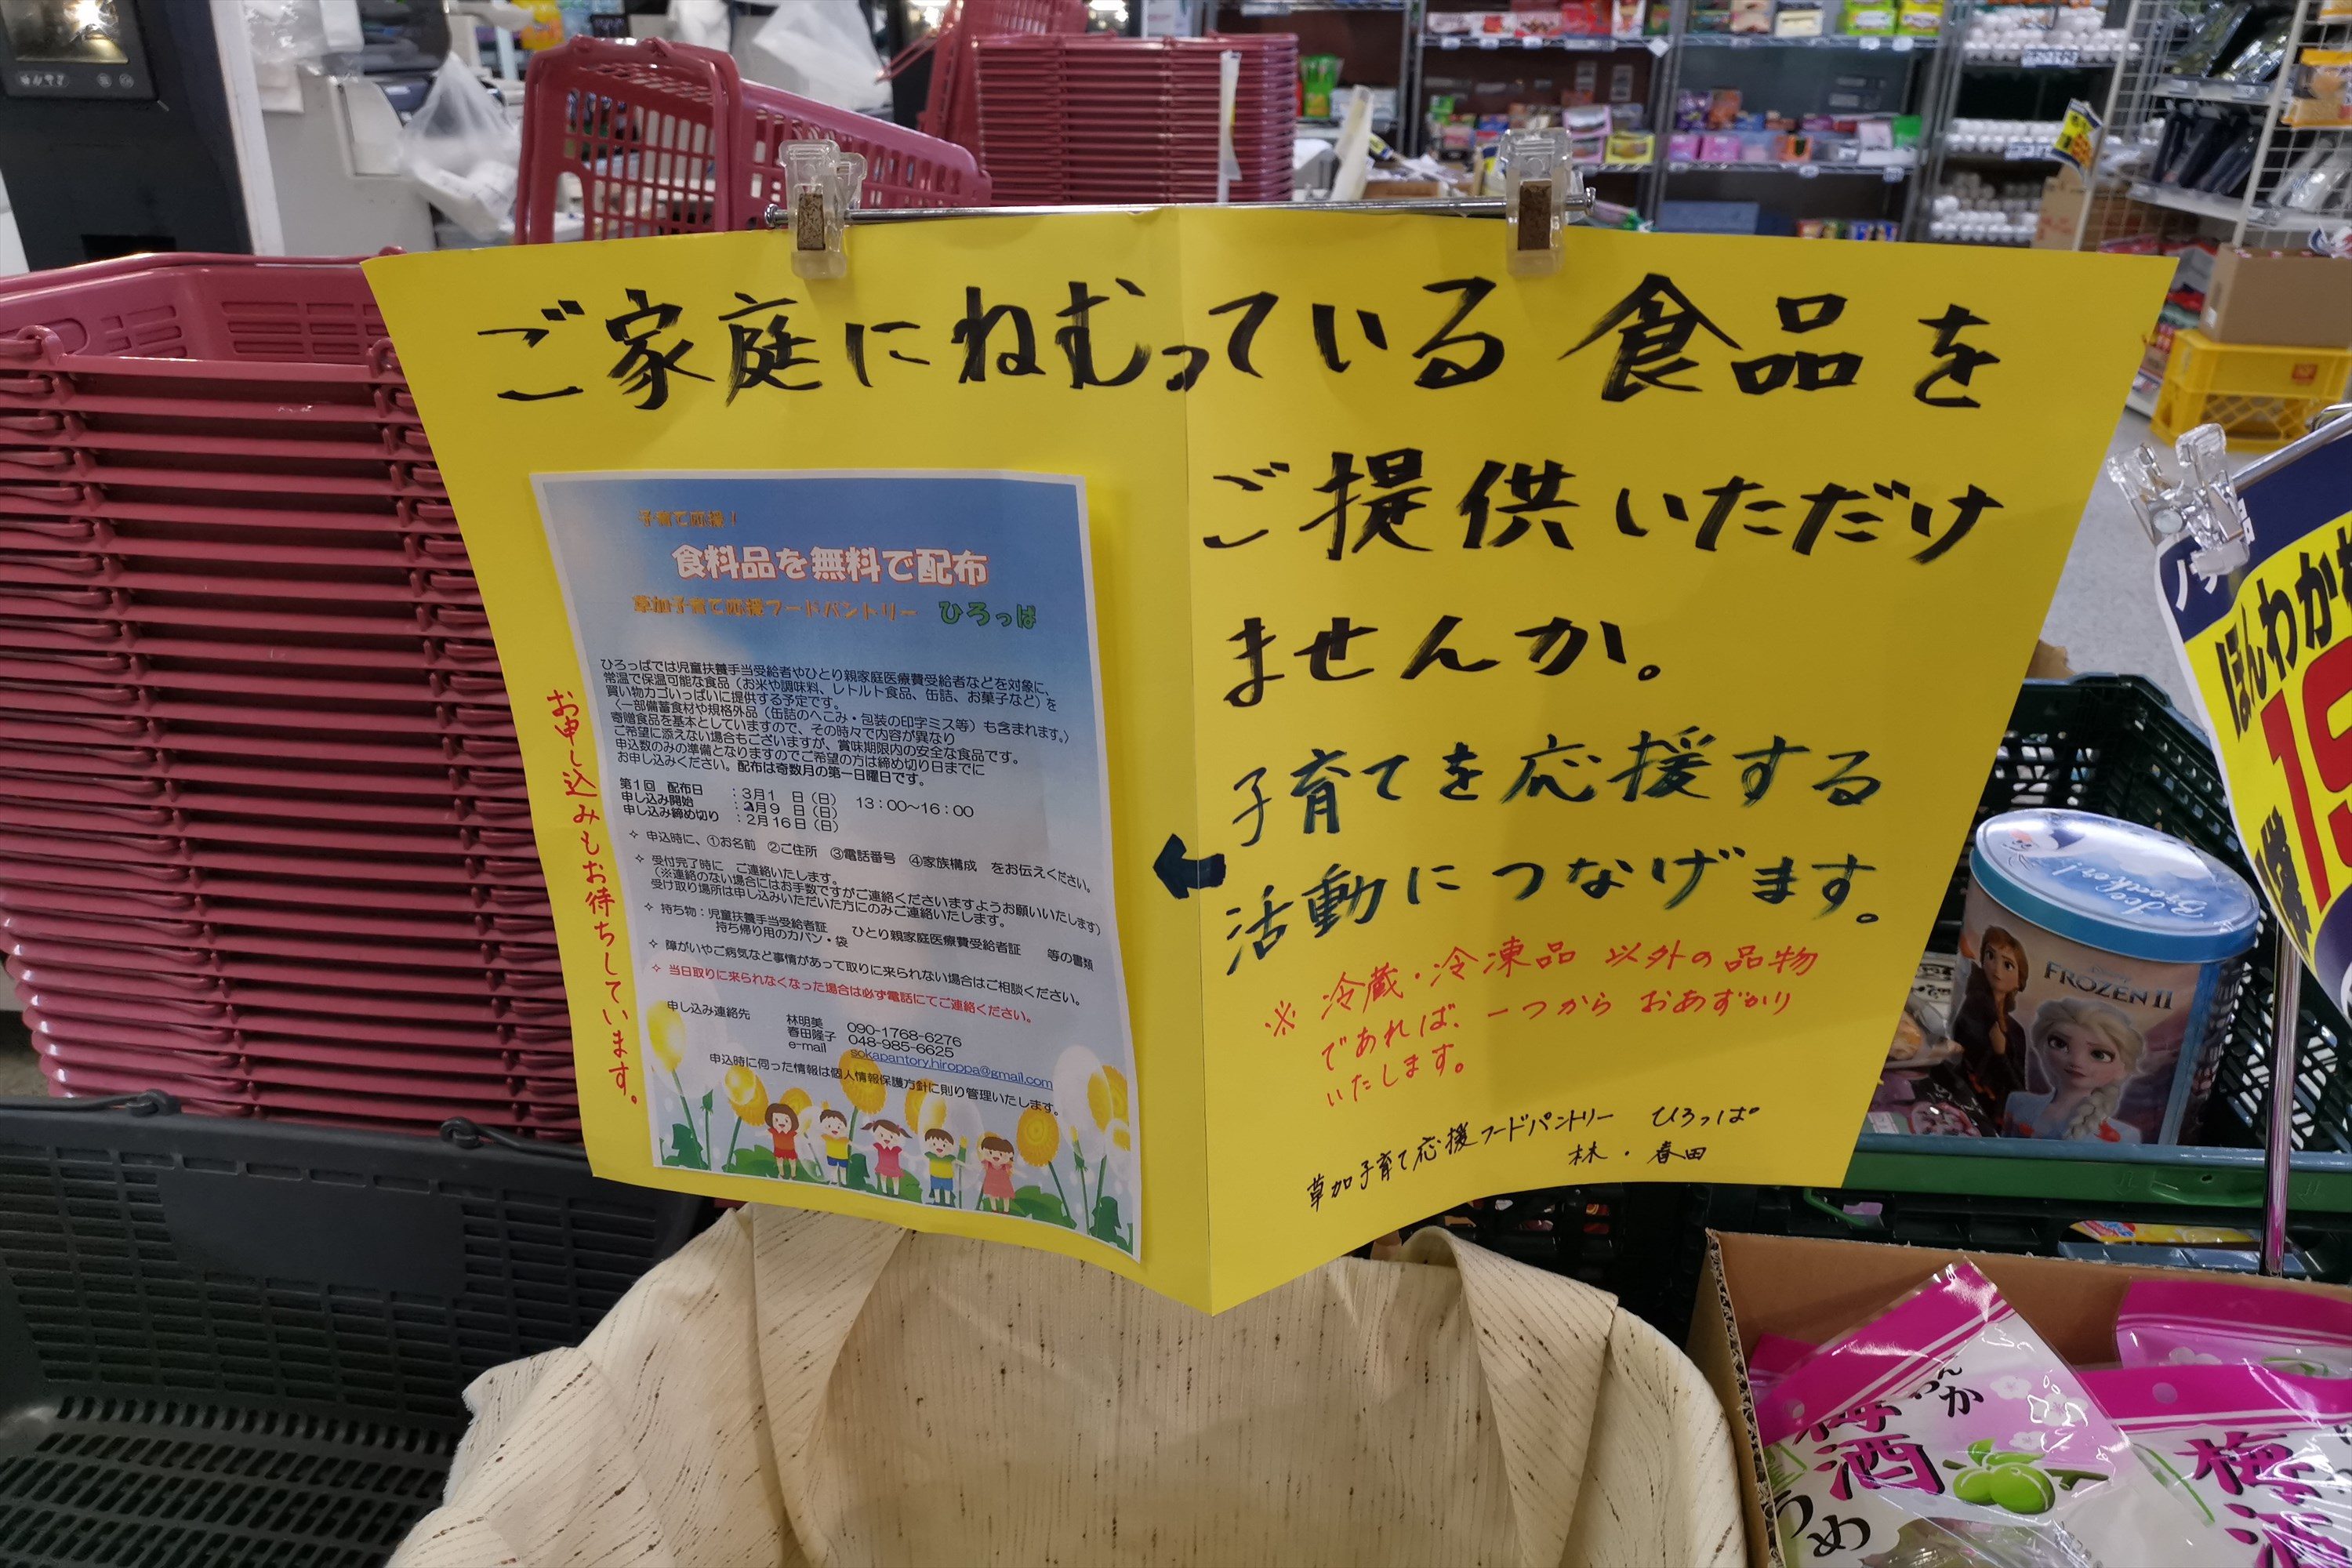 ご家庭にねむっている食品を
ご提供いただけ
ませんか。
子育てを応援する
活動につなげます。
※冷蔵・冷凍品 以外の品物
であれば、一つから おあずかり
いたします。
草加子育て応援フードパントリー ひろっぱ
林・春田
お申し込みもお待ちしています。
子育て応援!
食料品を無料で配布
草加子育て応援フードパントリー ひろっぱ
ひろっぱでは児童扶養手当受給者やひとり親家庭医療費受給者などを対象に、
常温で保温可能な食品（お米や調味料、レトルト食品、缶詰、お菓子など）を
買い物カゴいっぱいに提供する予定です。
〈一部備蓄食材や規格外品（缶詰のへこみ・包装の印字ミス等）も含まれます。〉
寄贈食品を基本としていますので、その時々で内容が異なり
ご希望に添えない場合もございますが、賞味期限内の安全な食品です。
申込数のみの準備となりますのでご希望の方は締め切り日までに
お申し込みください。配布は奇数月の第一日曜日です。
第1回 配布日 ：3月1 日（日） 13：00～16：00
申し込み開始 ：2月9 日（日）
申し込み締め切り ：2月16日（日）
✧ 申込時に、①お名前 ②ご住所 ③電話番号 ④家族構成 をお伝えください。
✧ 受付完了時に ご連絡いたします。
（※連絡のない場合にはお手数ですがご連絡くださいますようお願いいたします）
受け取り場所は申し込みいただいた方にのみご連絡いたします。
✧ 持ち物：児童扶養手当受給者証 ひとり親家庭医療費受給者証 等の書類
持ち帰り用のカバン・袋
✧ 障がいやご病気など事情があって取りに来られない場合はご相談ください。
✧ 当日取りに来られなくなった場合は必ず電話にてご連絡ください。
申し込み連絡先 林明美 090-1768-6276
春田隆子 048-985-6625
e-mail sokapantory.hiroppa@gmail.com
申込時に伺った情報は個人情報保護方針に則り管理いたします。
ほんわか
FROZEN II
梅酒
うめ
梅酒